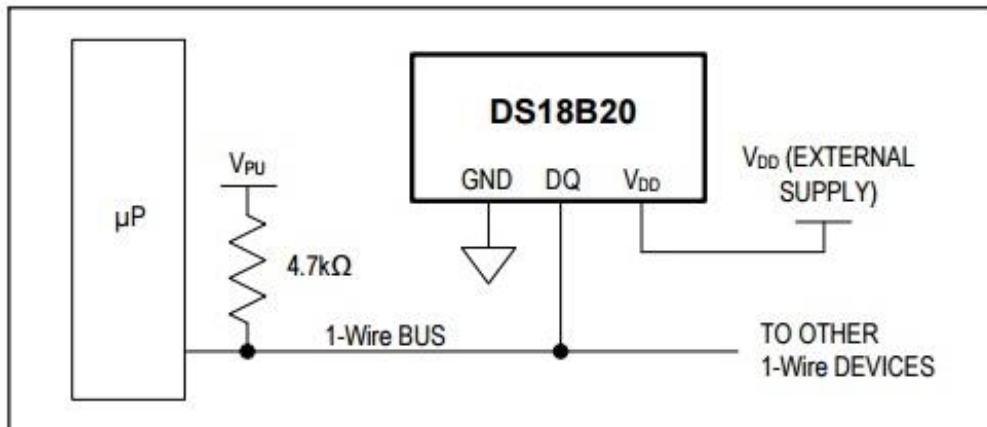 DS18B20
GND DQ VDD
VDD (EXTERNAL
SUPPLY)
VPU
µP
4.7kΩ
1-Wire BUS
TO OTHER
1-Wire DEVICES